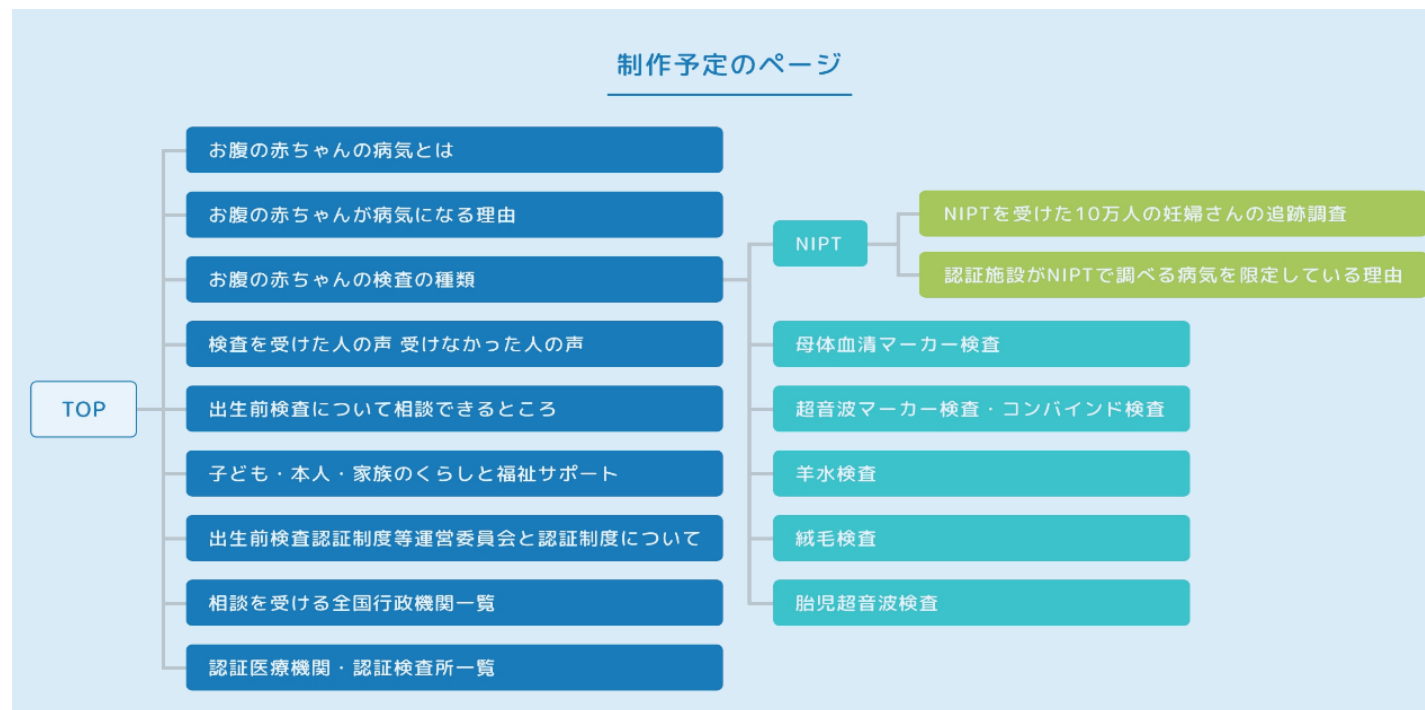 制作予定のページ
TOP
お腹の赤ちゃんの病気とは
お腹の赤ちゃんが病気になる理由
お腹の赤ちゃんの検査の種類
検査を受けた人の声 受けなかった人の声
出生前検査について相談できるところ
子ども・本人・家族のくらしと福祉サポート
出生前検査認証制度等運営委員会と認証制度について
相談を受ける全国行政機関一覧
認証医療機関・認証検査所一覧
NIPT
母体血清マーカー検査
超音波マーカー検査・コンバインド検査
羊水検査
絨毛検査
胎児超音波検査
NIPTを受けた10万人の妊婦さんの追跡調査
認証施設がNIPTで調べる病気を限定している理由